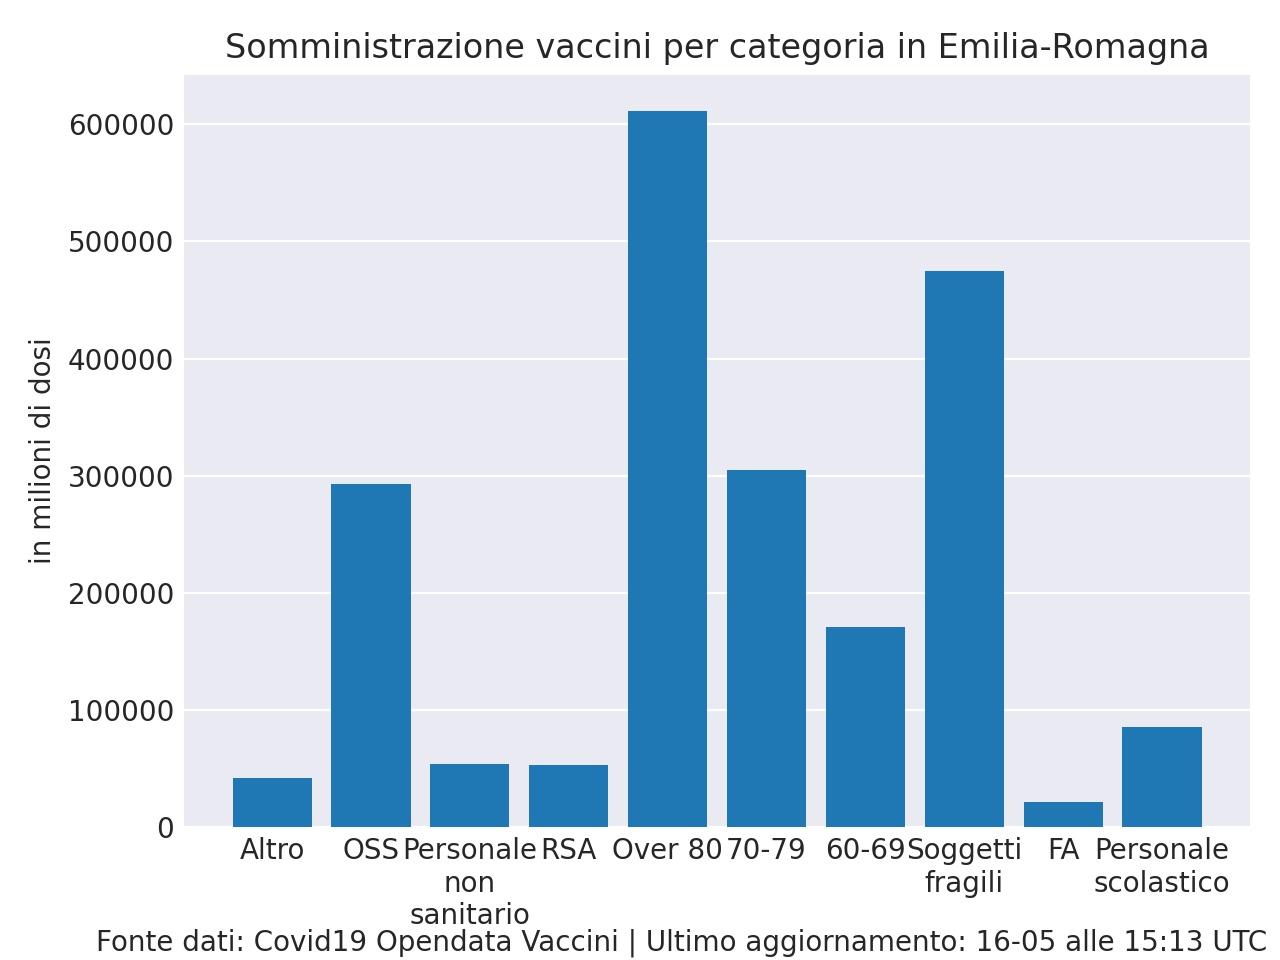 Somministrazione vaccini per categoria in Emilia-Romagna
in milioni di dosi
600000
500000
400000
300000
200000
100000
0
Altro
OSS
Personale
non
sanitario
RSA
Over 80
70-79
60-69
Soggetti
fragili
FA
Personale
scolastico
Fonte dati: Covid19 Opendata Vaccini | Ultimo aggiornamento: 16-05 alle 15:13 UTC